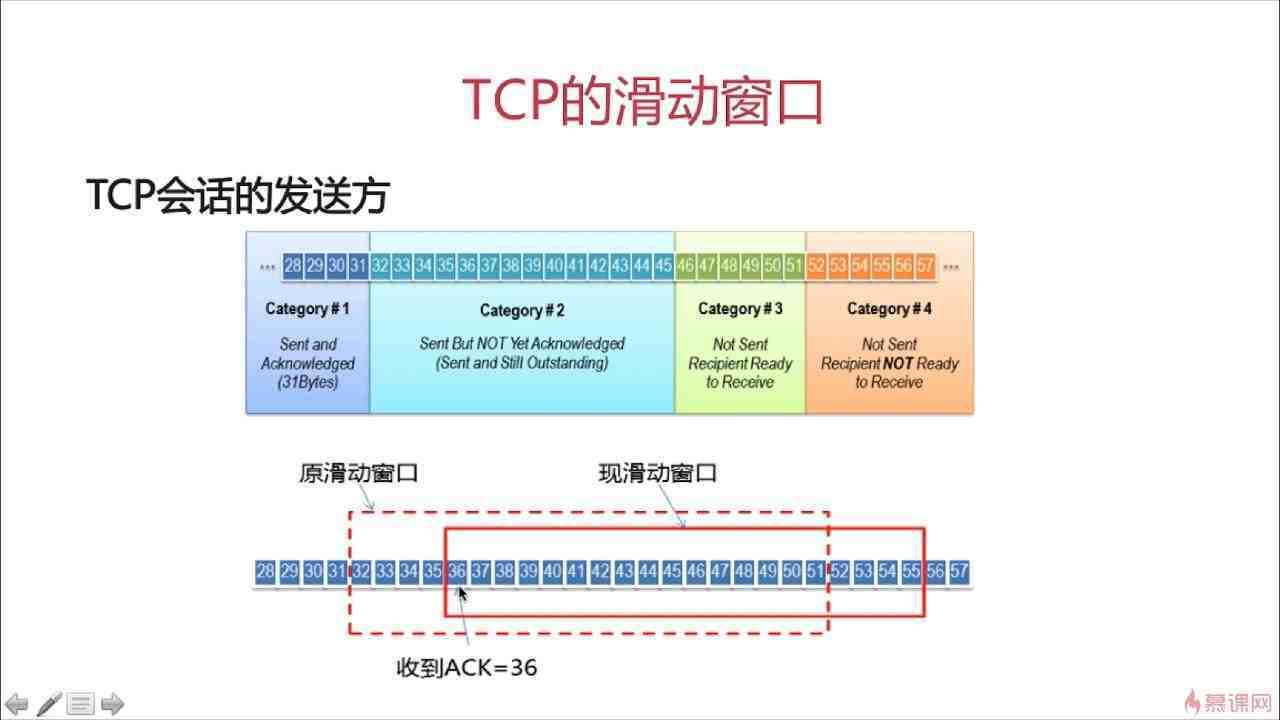 TCP的滑动窗口
TCP会话的发送方
... 28 29 30 31 32 33 34 35 36 37 38 39 40 41 42 43 44 45 46 47 48 49 50 51 52 53 54 55 56 57 ...
Category # 1
Sent and
Acknowledged
(31Bytes)
Category # 2
Sent But NOT Yet Acknowledged
(Sent and Still Outstanding)
Category # 3
Not Sent
Recipient Ready
to Receive
Category # 4
Not Sent
Recipient NOT Ready
to Receive
原滑动窗口
现滑动窗口
28 29 30 31 32 33 34 35 36 37 38 39 40 41 42 43 44 45 46 47 48 49 50 51 52 53 54 55 56 57
收到ACK=36
慕课网